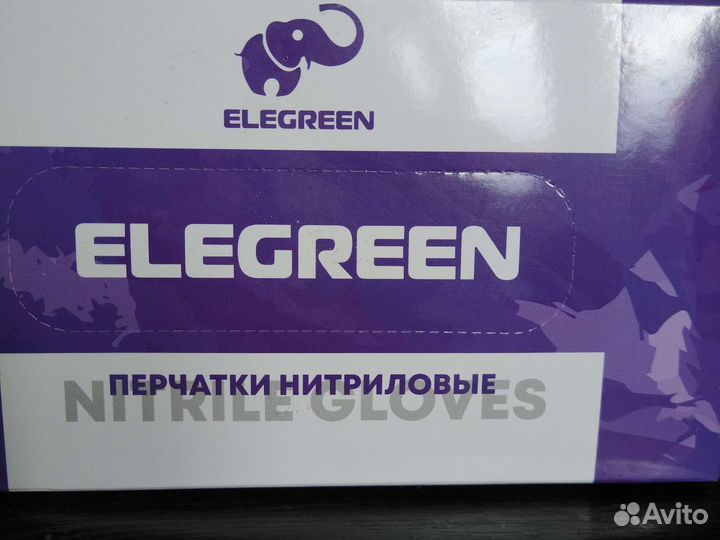 ELEGREEN
ELEGREEN
ПЕРЧАТКИ НИТРИЛОВЫЕ
NITRILE GLOVES
Avito